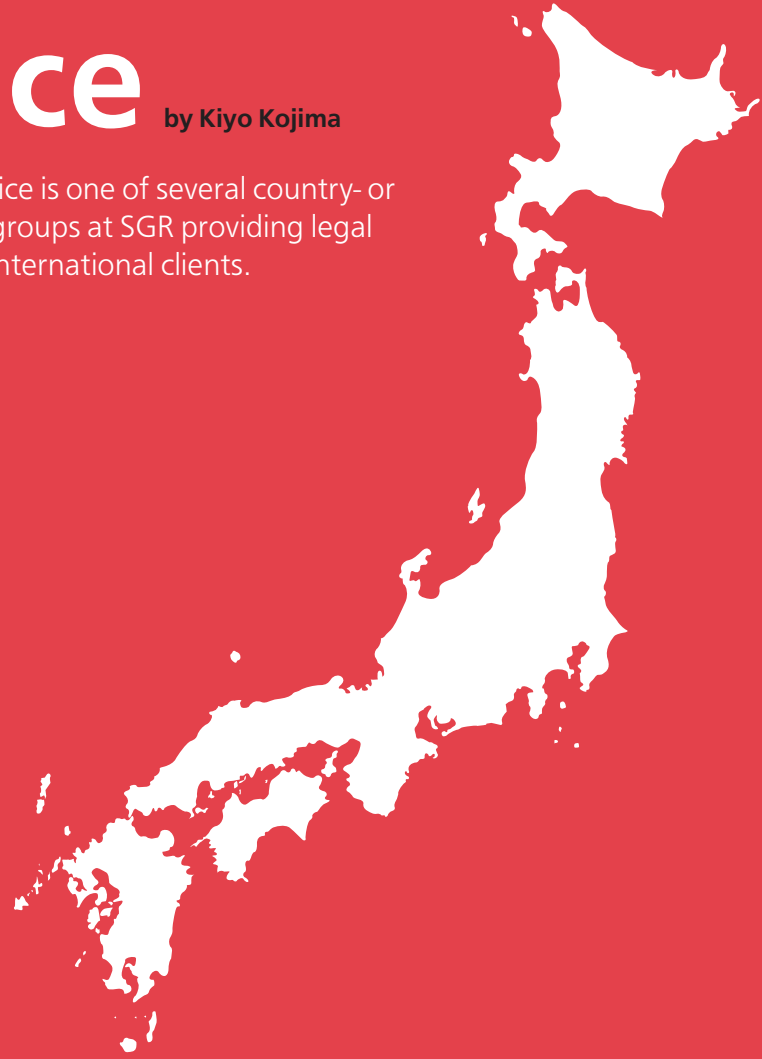 ce by Kiyo Kojima
ice is one of several country- or
groups at SGR providing legal
nternational clients.